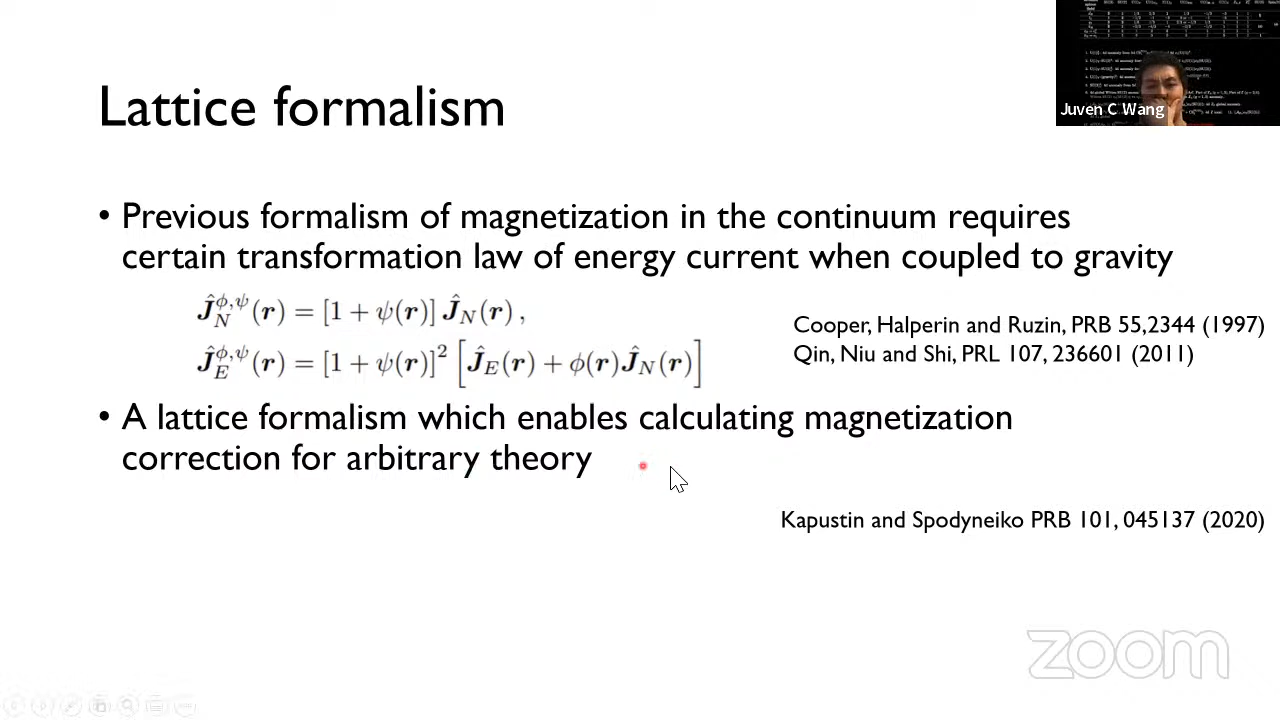 Lattice formalism
Juven C Wang
• Previous formalism of magnetization in the continuum requires
certain transformation law of energy current when coupled to gravity
Ĵ_N^{ϕ,ψ}(r) = [1 + ψ(r)] Ĵ_N(r) ,
Ĵ_E^{ϕ,ψ}(r) = [1 + ψ(r)]^2 [Ĵ_E(r) + ϕ(r)Ĵ_N(r)]
Cooper, Halperin and Ruzin, PRB 55,2344 (1997)
Qin, Niu and Shi, PRL 107, 236601 (2011)
• A lattice formalism which enables calculating magnetization
correction for arbitrary theory
Kapustin and Spodyneiko PRB 101, 045137 (2020)
zoom